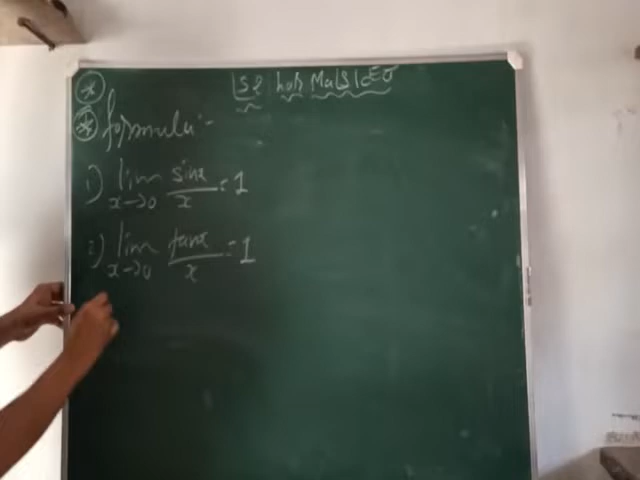 formula:-
1) lim x→0 sinx/x = 1
2) lim x→0 tanx/x = 1